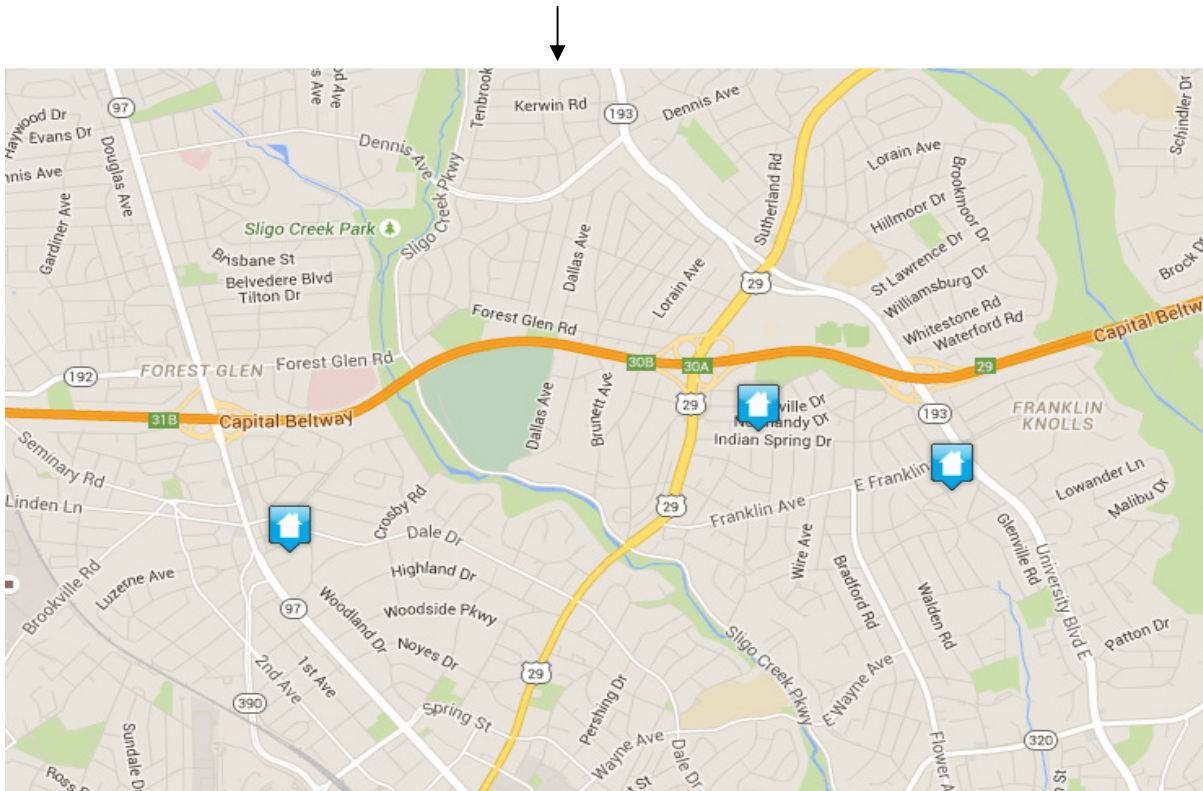 Kerwin Rd
Dennis Ave
193
97
Tenbrook
Haywood Dr
Evans Dr
Douglas Ave
Dennis Ave
Sligo Creek Pkwy
Sutherland Rd
Lorain Ave
Brookmoor Dr
Schindler Dr
Gardiner Ave
Sligo Creek Park
Hillmoor Dr
Brisbane St
Belvedere Blvd
Tilton Dr
Dallas Ave
Lorain Ave
29
St Lawrence Dr
Williamsburg Dr
Brock Dr
Forest Glen Rd
Whitestone Rd
Waterford Rd
Capital Beltw
192
FOREST GLEN
Forest Glen Rd
30B
30A
29
31B
Capital Beltway
Dallas Ave
Brunett Ave
29
Indian Spring Dr
193
FRANKLIN
KNOLLS
Seminary Rd
Linden Ln
Crosby Rd
Dale Dr
29
Franklin Ave
E Franklin
Lowander Ln
Malibu Dr
Brookville Rd
Luzerne Ave
Highland Dr
Woodside Pkwy
Noyes Dr
Woodland Dr
97
Wire Ave
Bradford Rd
Walden Rd
Glenville Rd
University Blvd E
Patton Dr
2nd Ave
1st Ave
390
29
Spring St
Pershing Dr
Wayne Ave
Dale Dr
Sligo Creek Pkwy
E Wayne Ave
Flower A
320
Sundale Dr